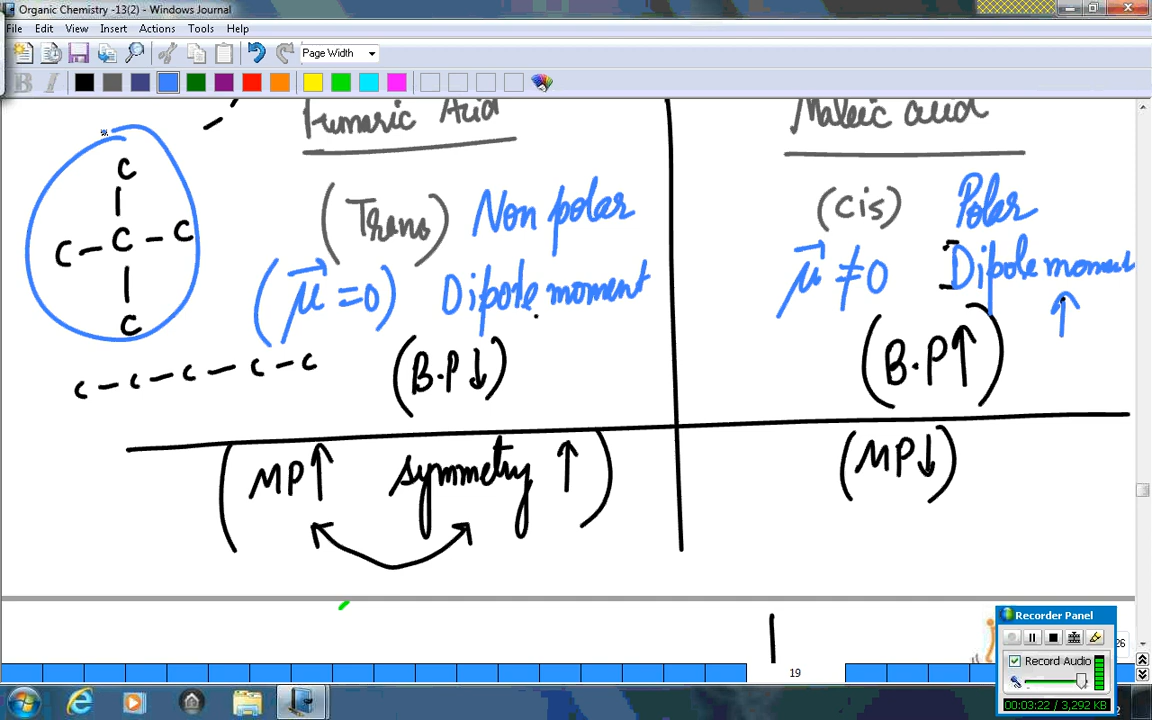 Organic Chemistry -13(2) - Windows Journal
File Edit View Insert Actions Tools Help
Page Width
B I
Fumaric Acid
Maleic acid
(Trans) Non polar
(cis) Polar
(μ⃗ =0) Dipole moment
μ⃗ ≠0 Dipole moment ↑
C
C-C-C
C
C-C-C-C-C
(B.P↓)
(B.P↑)
(MP↑ symmetry ↑)
(MP↓)
Recorder Panel
26
Record Audio
19
00:03:22 / 3,292 KB